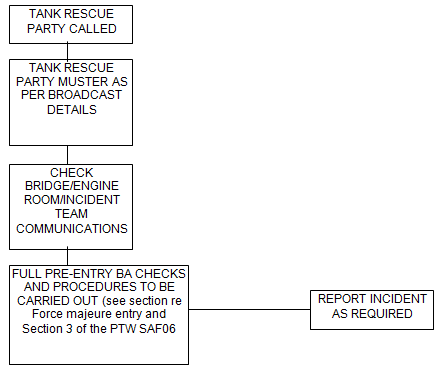 TANK RESCUE
PARTY CALLED
TANK RESCUE
PARTY MUSTER AS
PER BROADCAST
DETAILS
CHECK
BRIDGE/ENGINE
ROOM/INCIDENT
TEAM
COMMUNICATIONS
FULL PRE-ENTRY BA CHECKS
AND PROCEDURES TO BE
CARRIED OUT (see section re
Force majeure entry and
Section 3 of the PTW SAF06
REPORT INCIDENT
AS REQUIRED